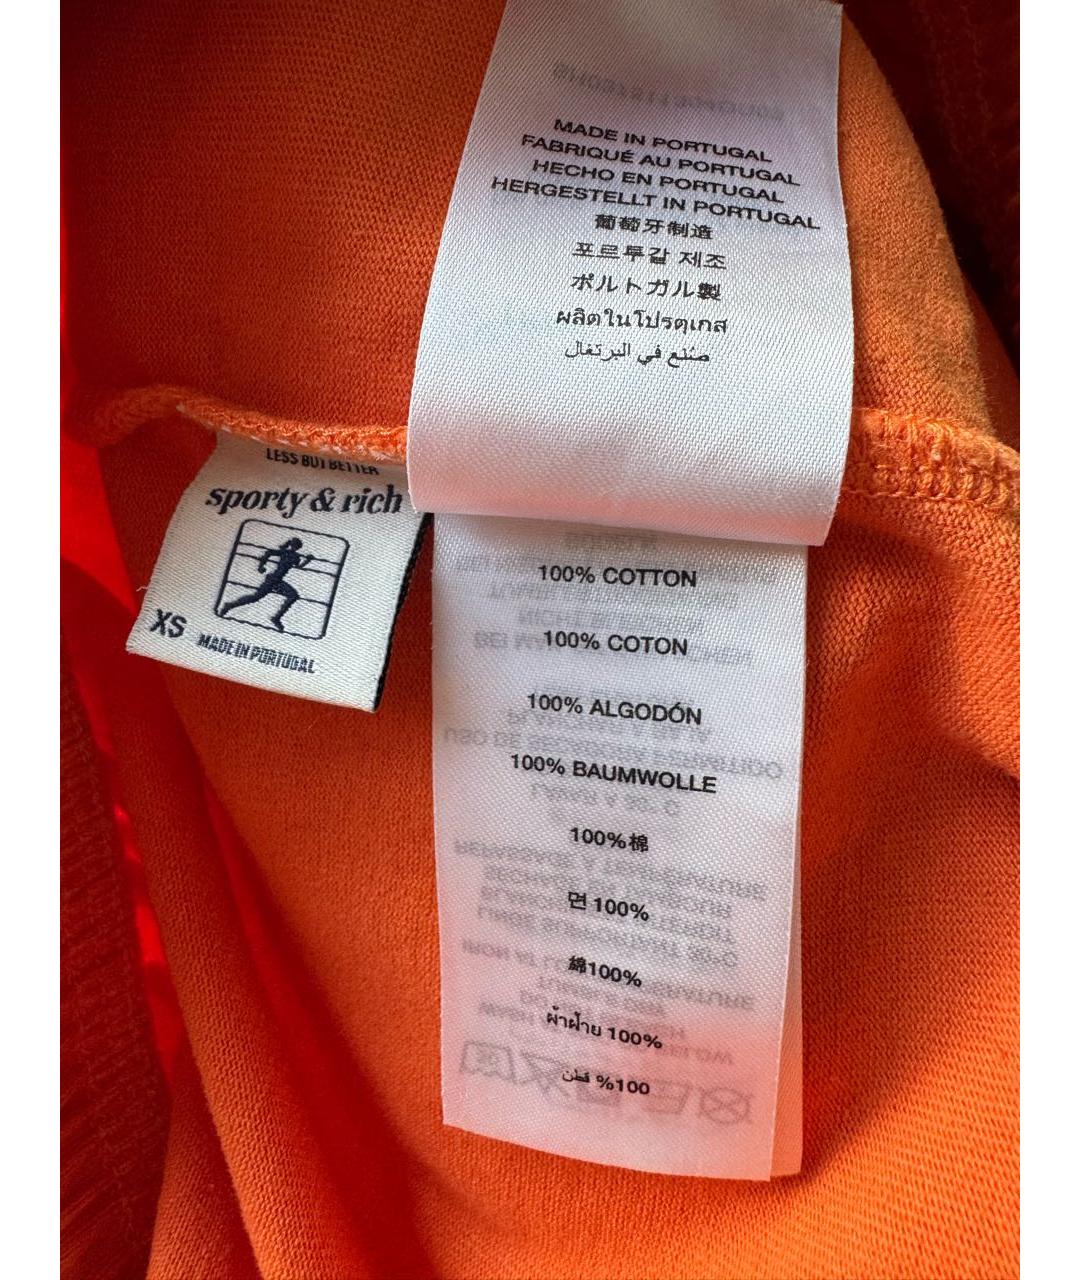 MADE IN PORTUGAL
FABRIQUÉ AU PORTUGAL
HECHO EN PORTUGAL
HERGESTELLT IN PORTUGAL
葡萄牙制造
포르투갈 제조
ポルトガル製
ผลิตในโปรตุเกส
صُنع في البرتغال
LESS BUT BETTER
sporty & rich
XS
MADE IN PORTUGAL
100% COTTON
100% COTON
100% ALGODÓN
100% BAUMWOLLE
100%棉
면 100%
綿100%
ผ้าฝ้าย 100%
100% قطن